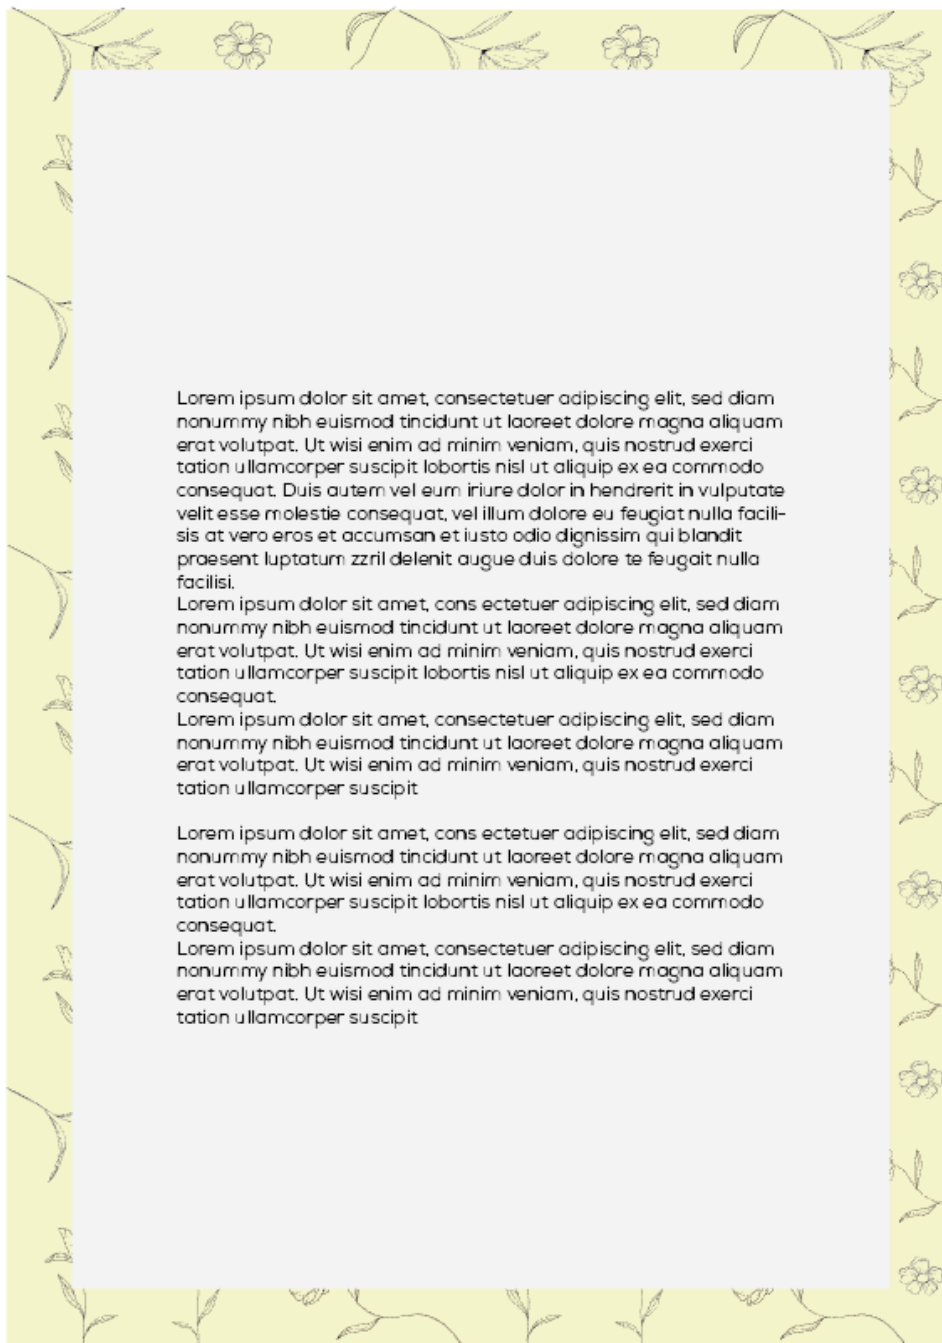 Lorem ipsum dolor sit amet, consectetuer adipiscing elit, sed diam
nonummy nibh euismod tincidunt ut laoreet dolore magna aliquam
erat volutpat. Ut wisi enim ad minim veniam, quis nostrud exerci
tation ullamcorper suscipit lobortis nisl ut aliquip ex ea commodo
consequat. Duis autem vel eum iriure dolor in hendrerit in vulputate
velit esse molestie consequat, vel illum dolore eu feugiat nulla facili-
sis at vero eros et accumsan et iusto odio dignissim qui blandit
praesent luptatum zzril delenit augue duis dolore te feugait nulla
facilisi.
Lorem ipsum dolor sit amet, cons ectetuer adipiscing elit, sed diam
nonummy nibh euismod tincidunt ut laoreet dolore magna aliquam
erat volutpat. Ut wisi enim ad minim veniam, quis nostrud exerci
tation ullamcorper suscipit lobortis nisl ut aliquip ex ea commodo
consequat.
Lorem ipsum dolor sit amet, consectetuer adipiscing elit, sed diam
nonummy nibh euismod tincidunt ut laoreet dolore magna aliquam
erat volutpat. Ut wisi enim ad minim veniam, quis nostrud exerci
tation ullamcorper suscipit
Lorem ipsum dolor sit amet, cons ectetuer adipiscing elit, sed diam
nonummy nibh euismod tincidunt ut laoreet dolore magna aliquam
erat volutpat. Ut wisi enim ad minim veniam, quis nostrud exerci
tation ullamcorper suscipit lobortis nisl ut aliquip ex ea commodo
consequat.
Lorem ipsum dolor sit amet, consectetuer adipiscing elit, sed diam
nonummy nibh euismod tincidunt ut laoreet dolore magna aliquam
erat volutpat. Ut wisi enim ad minim veniam, quis nostrud exerci
tation ullamcorper suscipit